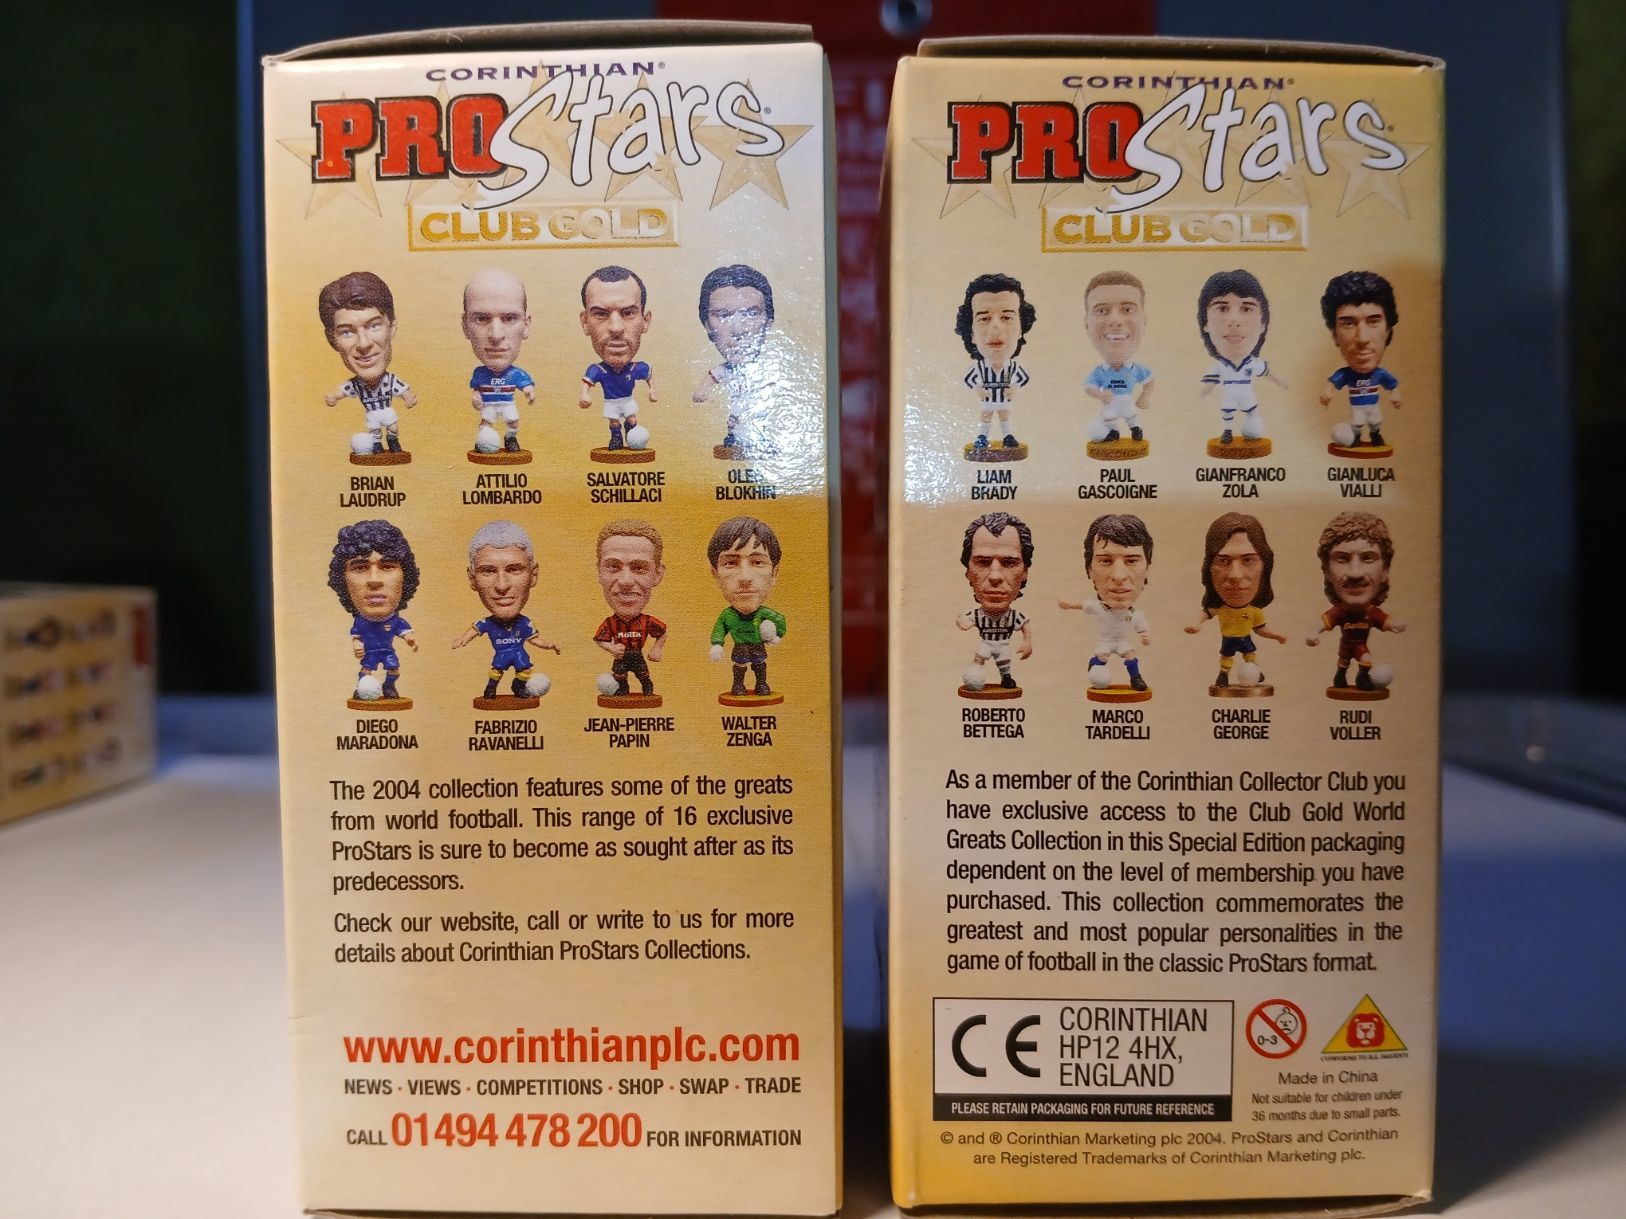 CORINTHIAN®
PROStars®
CLUB GOLD
BRIAN LAUDRUP
ATTILIO LOMBARDO
SALVATORE SCHILLACI
OLEG BLOKHIN
DIEGO MARADONA
FABRIZIO RAVANELLI
JEAN-PIERRE PAPIN
WALTER ZENGA
The 2004 collection features some of the greats
from world football. This range of 16 exclusive
ProStars is sure to become as sought after as its
predecessors.
Check our website, call or write to us for more
details about Corinthian ProStars Collections.
www.corinthianplc.com
NEWS · VIEWS · COMPETITIONS · SHOP · SWAP · TRADE
CALL 01494 478 200 FOR INFORMATION
CORINTHIAN®
PROStars®
CLUB GOLD
LIAM BRADY
PAUL GASCOIGNE
GIANFRANCO ZOLA
GIANLUCA VIALLI
ROBERTO BETTEGA
MARCO TARDELLI
CHARLIE GEORGE
RUDI VOLLER
As a member of the Corinthian Collector Club you
have exclusive access to the Club Gold World
Greats Collection in this Special Edition packaging
dependent on the level of membership you have
purchased. This collection commemorates the
greatest and most popular personalities in the
game of football in the classic ProStars format.
CE
CORINTHIAN
HP12 4HX,
ENGLAND
PLEASE RETAIN PACKAGING FOR FUTURE REFERENCE
0-3
Made in China
Not suitable for children under
36 months due to small parts.
© and ® Corinthian Marketing plc 2004. ProStars and Corinthian
are Registered Trademarks of Corinthian Marketing plc.